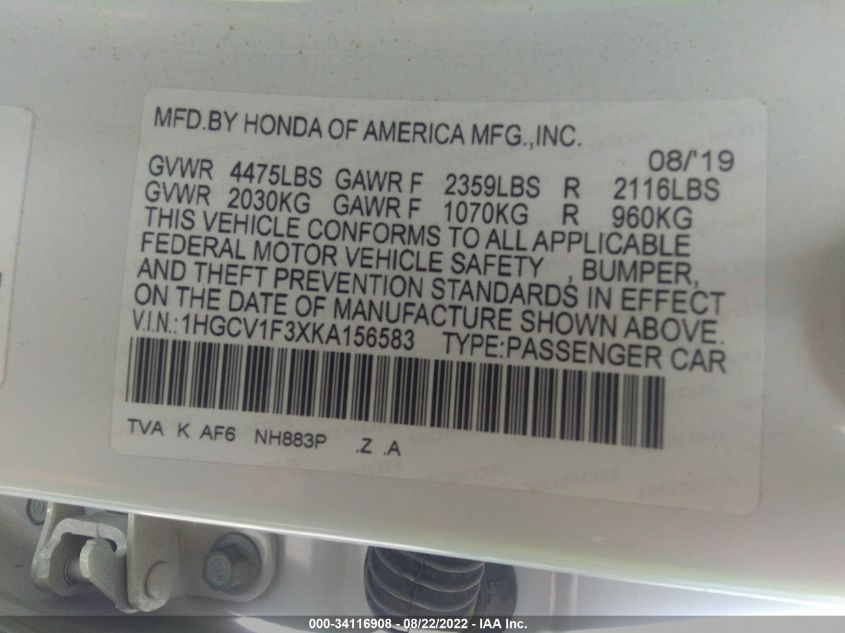 MFD.BY HONDA OF AMERICA MFG.,INC.
08/'19
GVWR 4475LBS GAWR F 2359LBS R 2116LBS
GVWR 2030KG GAWR F 1070KG R 960KG
THIS VEHICLE CONFORMS TO ALL APPLICABLE
FEDERAL MOTOR VEHICLE SAFETY , BUMPER,
AND THEFT PREVENTION STANDARDS IN EFFECT
ON THE DATE OF MANUFACTURE SHOWN ABOVE.
V.I.N.:1HGCV1F3XKA156583 TYPE:PASSENGER CAR
TVA K AF6 NH883P .Z .A
000-34116908 - 08/22/2022 - IAA Inc.